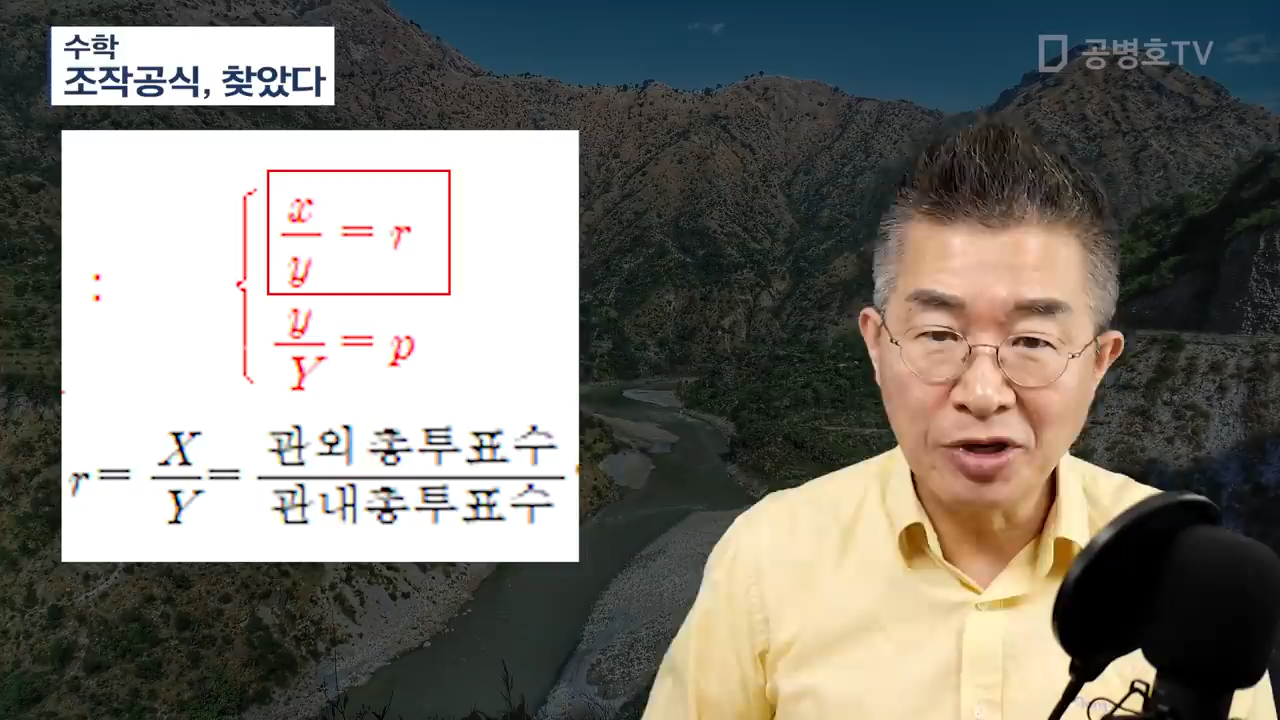 수학
조작공식, 찾았다
공병호TV
:
{ x/y = r
y/Y = p
r = X/Y = 관외 총투표수/관내총투표수